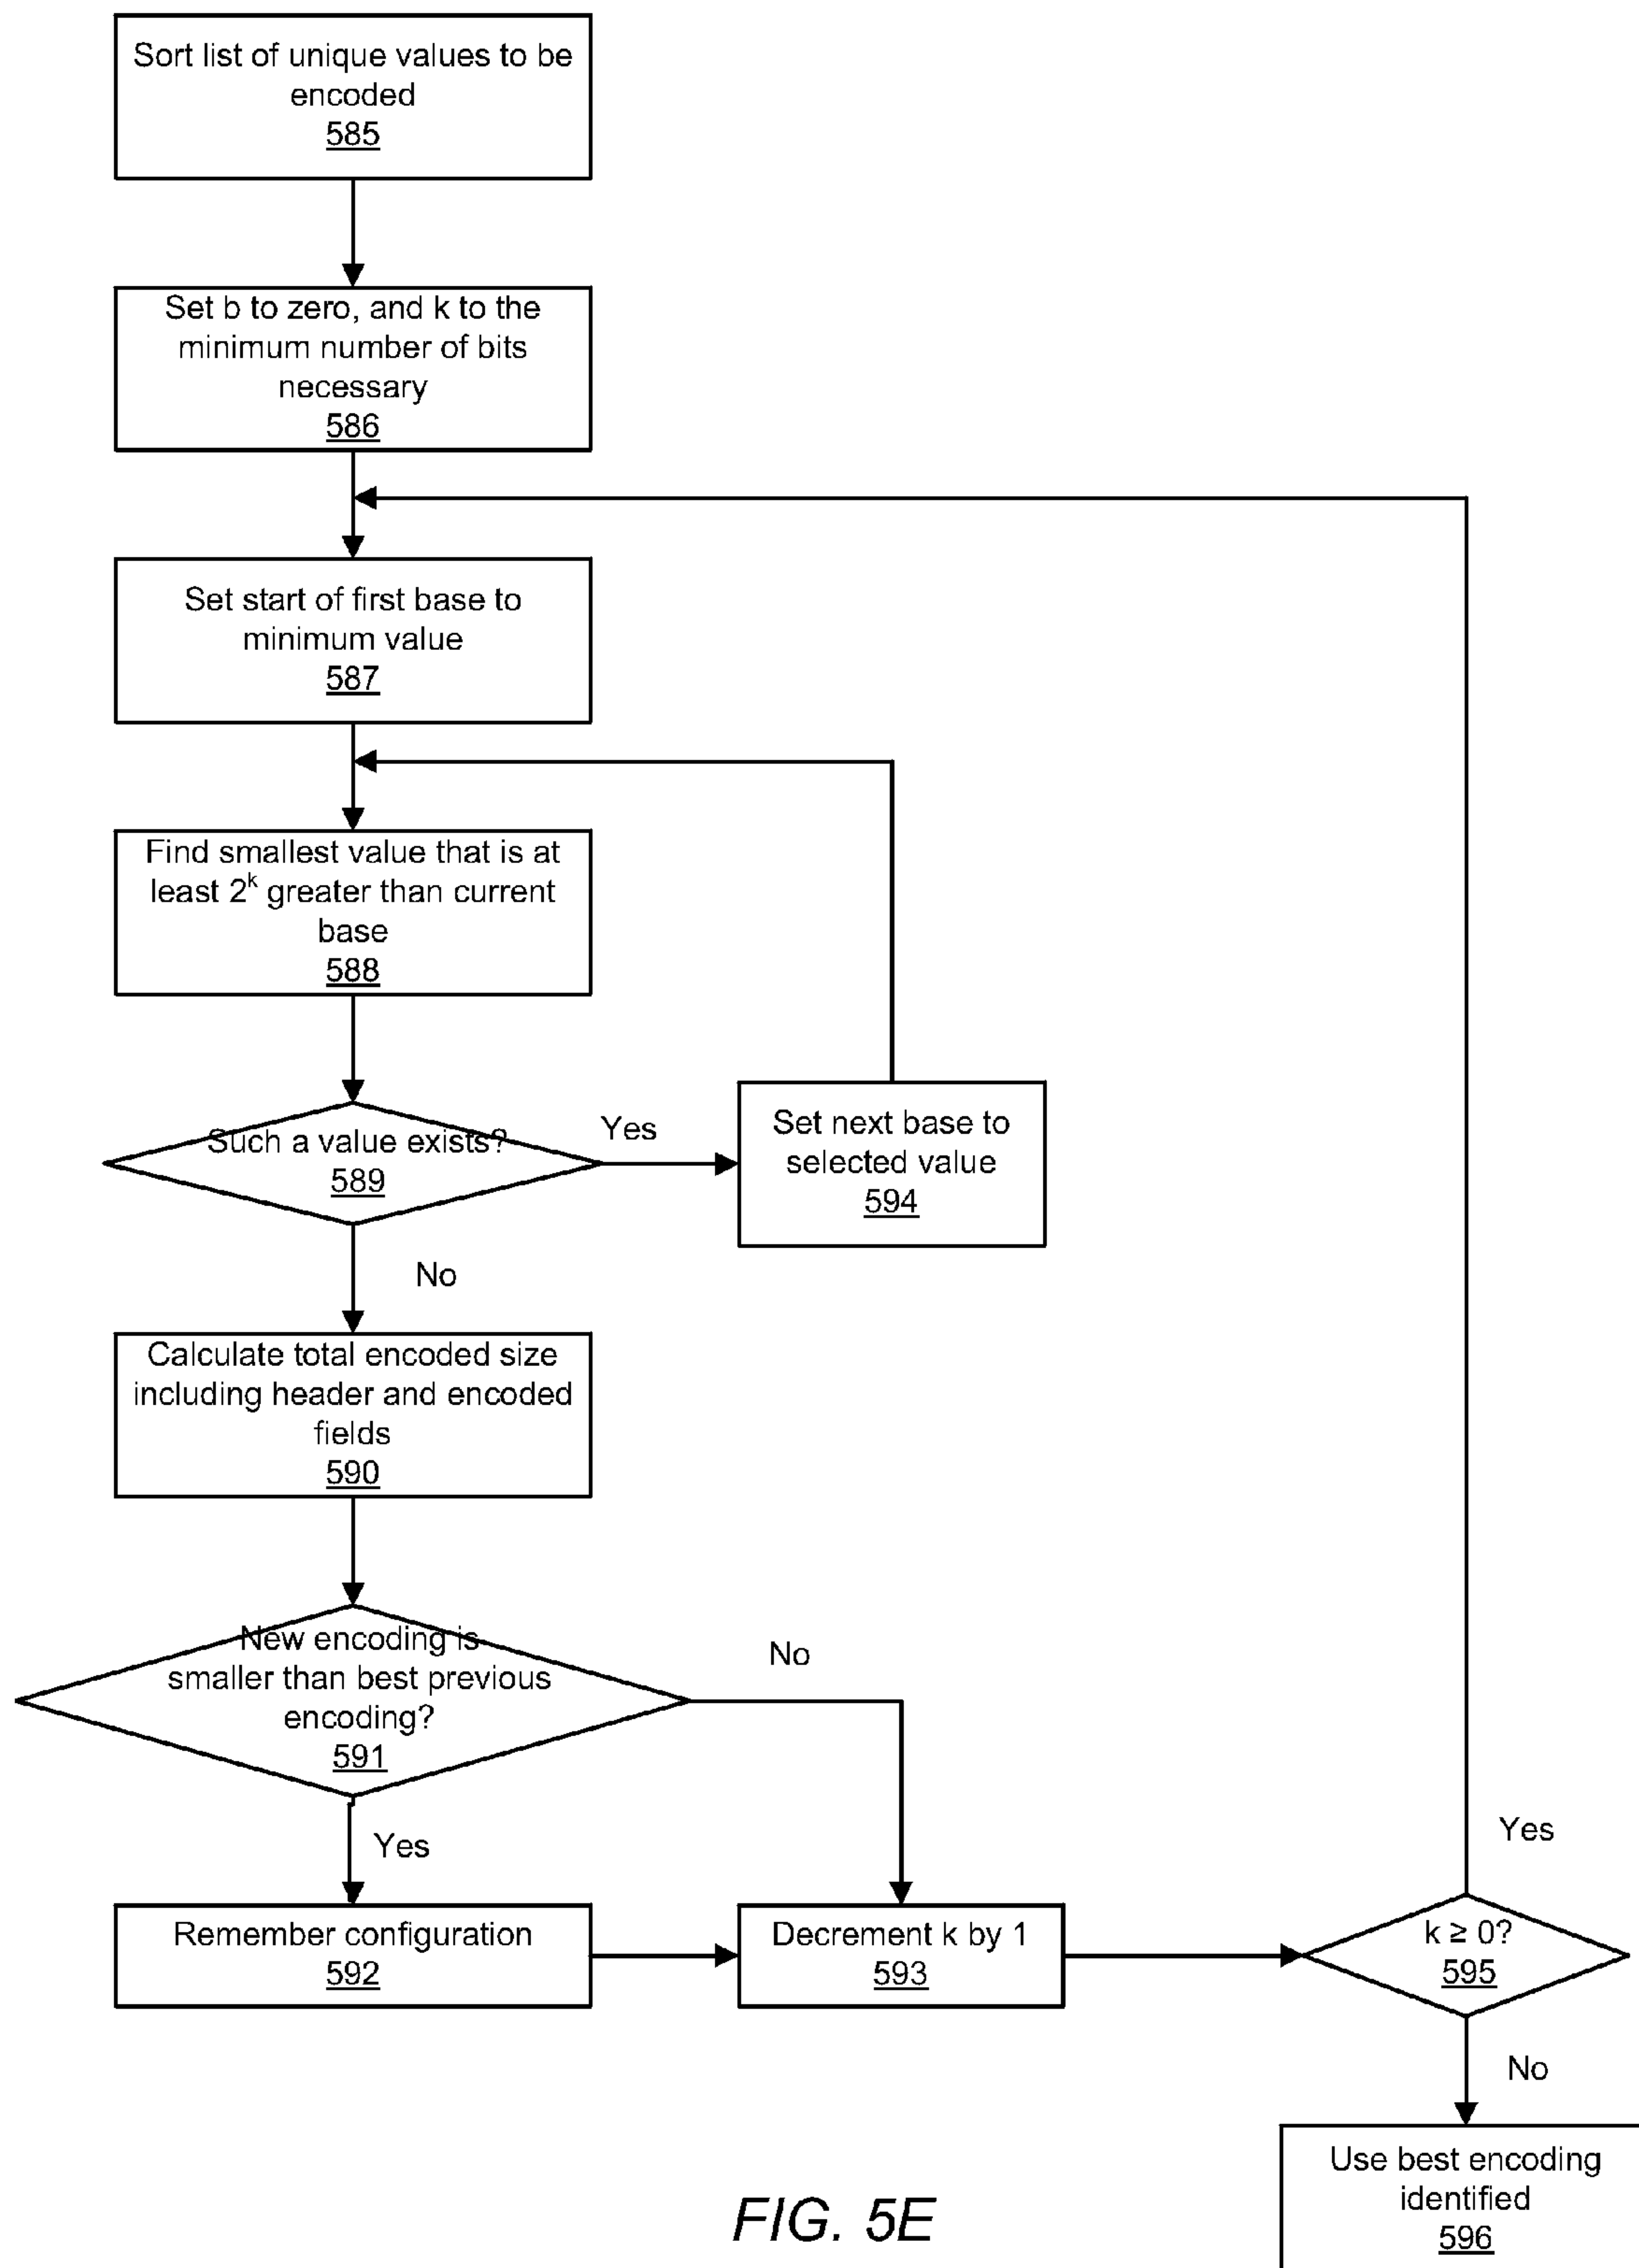 Sort list of unique values to be
encoded
585
Set b to zero, and k to the
minimum number of bits
necessary
586
Set start of first base to
minimum value
587
Find smallest value that is at
least 2^k greater than current
base
588
Such a value exists?
589
Yes
Set next base to
selected value
594
No
Calculate total encoded size
including header and encoded
fields
590
New encoding is
smaller than best previous
encoding?
591
No
Yes
Remember configuration
592
Decrement k by 1
593
Yes
k ≥ 0?
595
No
Use best encoding
identified
596
FIG. 5E